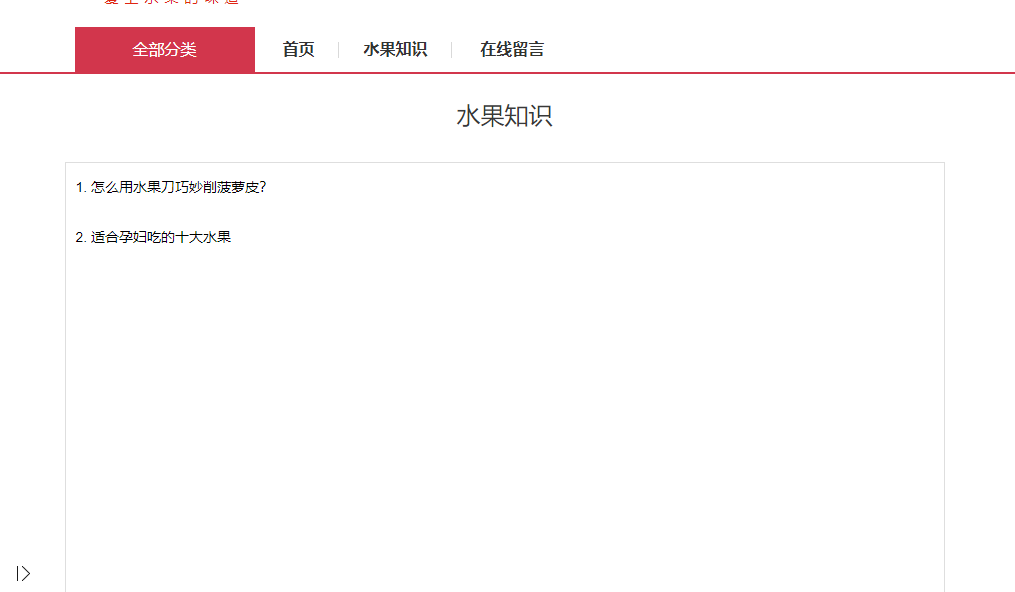 全部分类
首页
水果知识
在线留言
水果知识
1. 怎么用水果刀巧妙削菠萝皮?
2. 适合孕妇吃的十大水果